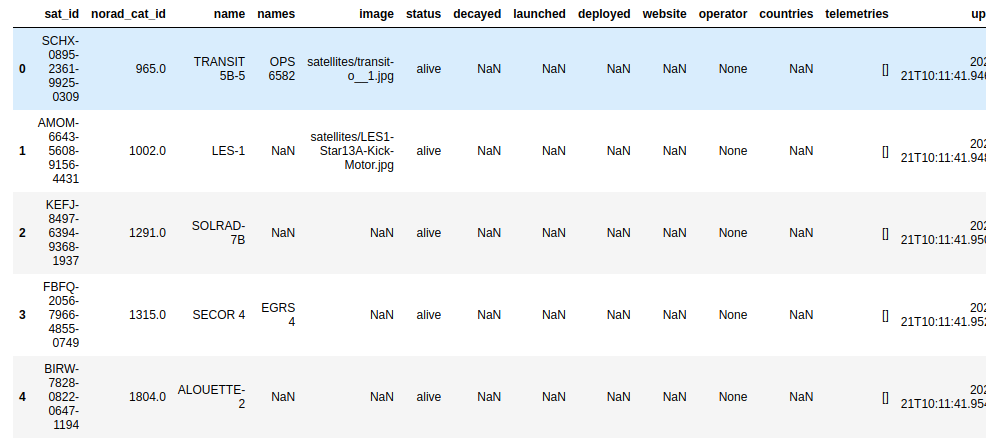 sat_id norad_cat_id name names image status decayed launched deployed website operator countries telemetries up
0
SCHX-
0895-
2361-
9925-
0309
965.0
TRANSIT
5B-5
OPS
6582
satellites/transit-
o__1.jpg
alive NaN NaN NaN NaN None NaN []
202
21T10:11:41.946
1
AMOM-
6643-
5608-
9156-
4431
1002.0
LES-1
NaN
satellites/LES1-
Star13A-Kick-
Motor.jpg
alive NaN NaN NaN NaN None NaN []
202
21T10:11:41.948
2
KEFJ-
8497-
6394-
9368-
1937
1291.0
SOLRAD-
7B
NaN
NaN
alive NaN NaN NaN NaN None NaN []
202
21T10:11:41.950
3
FBFQ-
2056-
7966-
4855-
0749
1315.0
SECOR 4
EGRS
4
NaN
alive NaN NaN NaN NaN None NaN []
202
21T10:11:41.952
4
BIRW-
7828-
0822-
0647-
1194
1804.0
ALOUETTE-
2
NaN
NaN
alive NaN NaN NaN NaN None NaN []
202
21T10:11:41.954